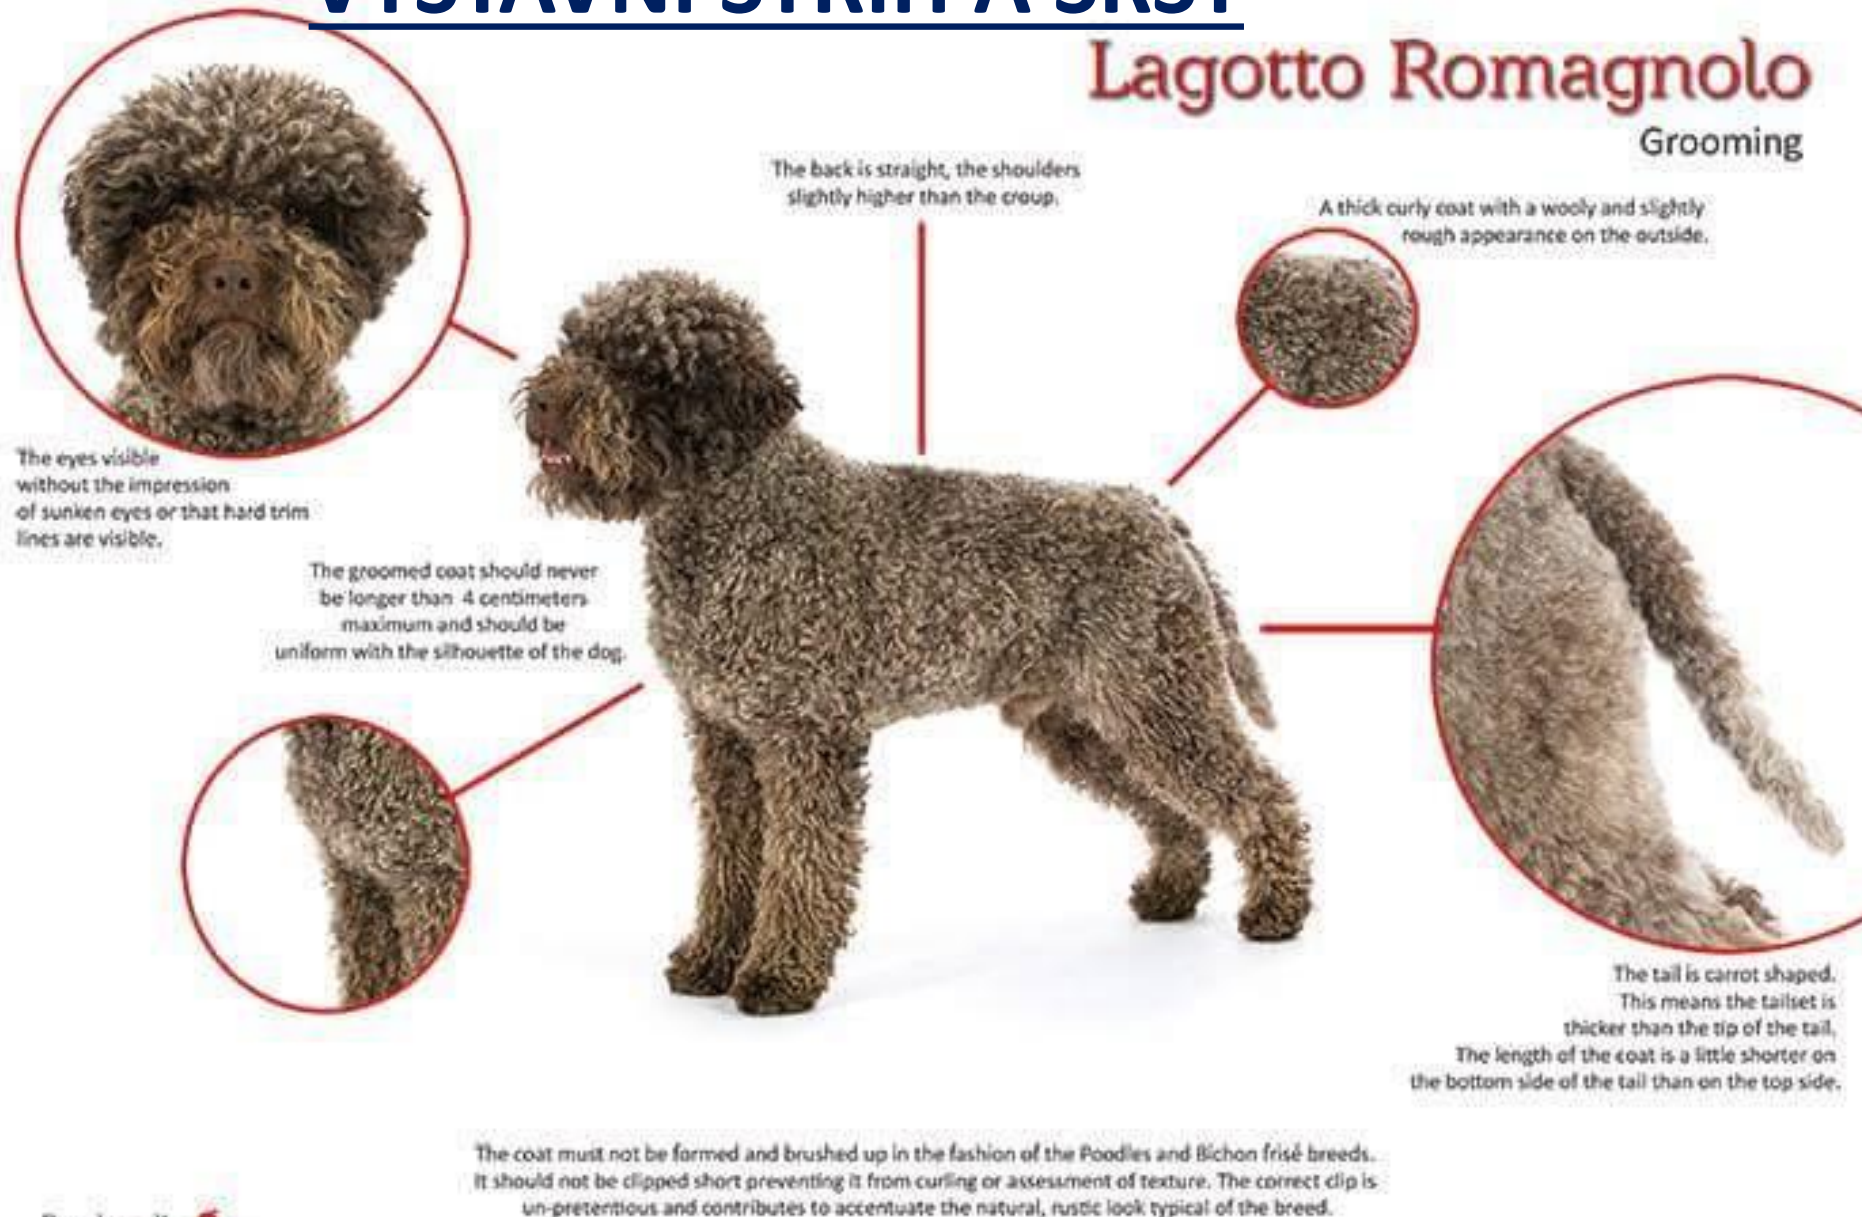 VÝSTAVNÍ STŘIH A SRST
Lagotto Romagnolo
Grooming
The back is straight, the shoulders
slightly higher than the croup.
A thick curly coat with a wooly and slightly
rough appearance on the outside.
The eyes visible
without the impression
of sunken eyes or that hard trim
lines are visible.
The groomed coat should never
be longer than 4 centimeters
maximum and should be
uniform with the silhouette of the dog.
The tail is carrot shaped.
This means the tailset is
thicker than the tip of the tail.
The length of the coat is a little shorter on
the bottom side of the tail than on the top side.
The coat must not be formed and brushed up in the fashion of the Poodles and Bichon frisé breeds.
It should not be clipped short preventing it from curling or assessment of texture. The correct clip is
un-pretentious and contributes to accentuate the natural, rustic look typical of the breed.